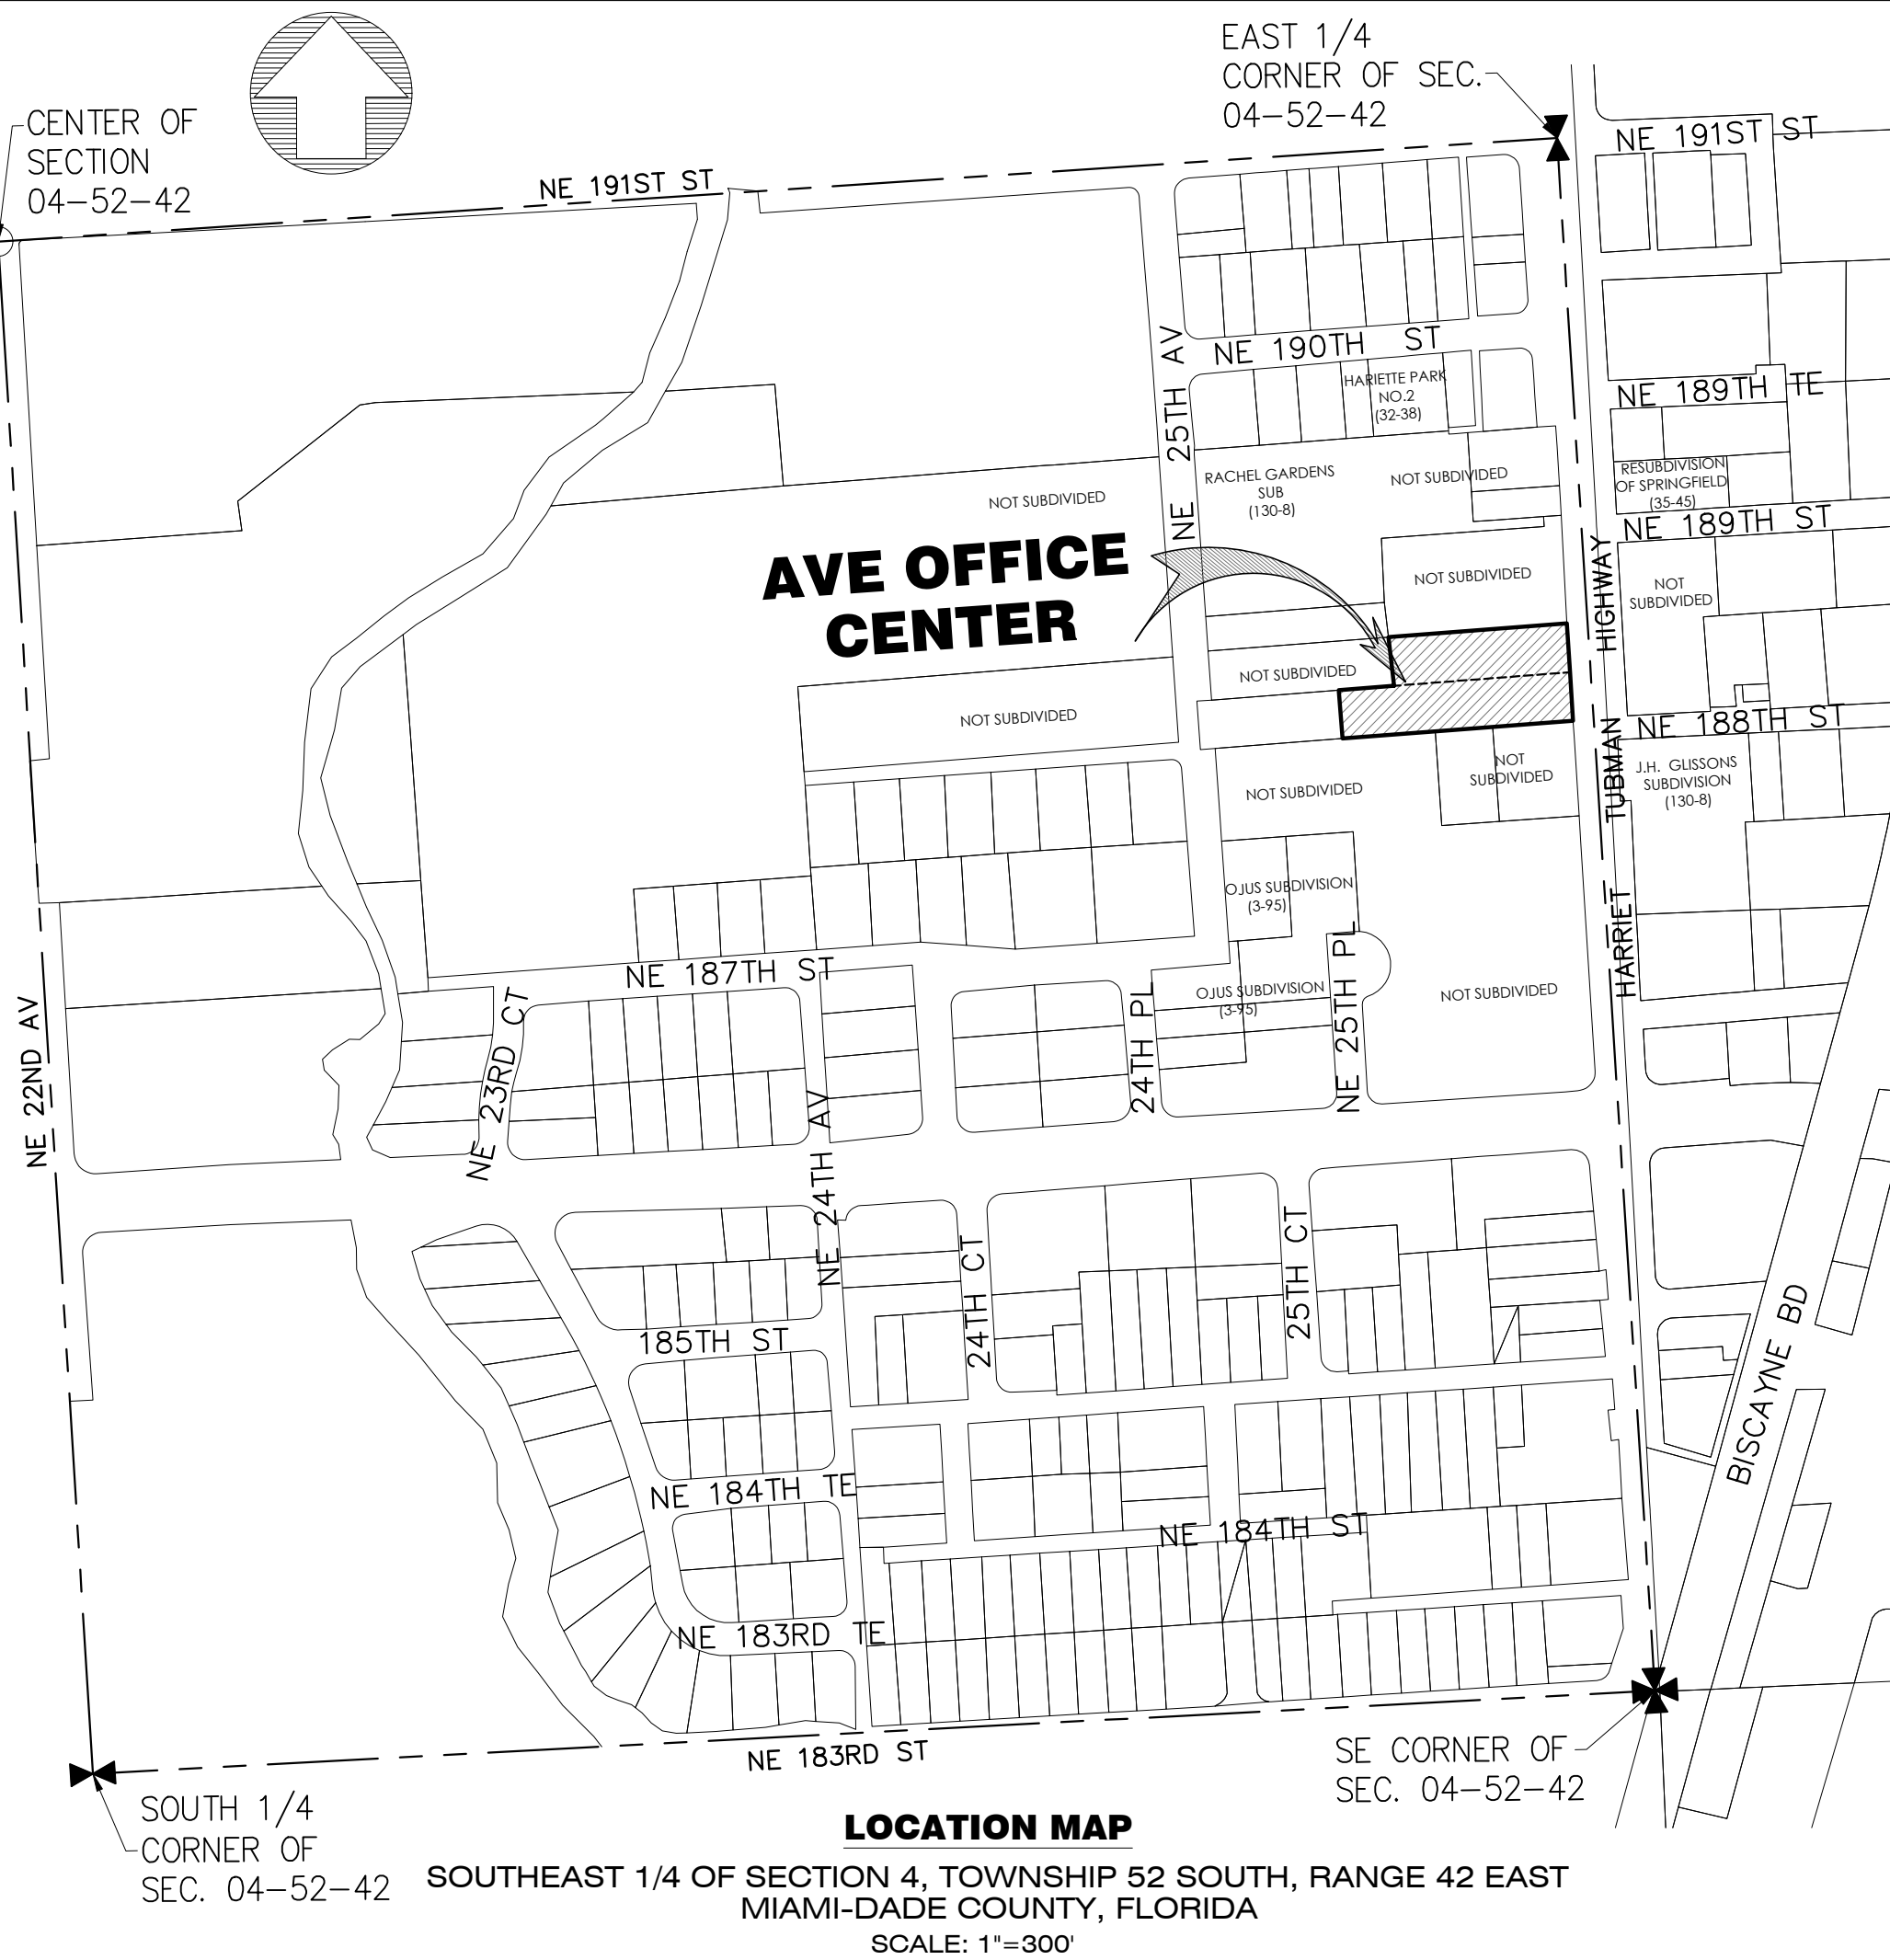 EAST 1/4
CORNER OF SEC.
04-52-42
CENTER OF
SECTION
04-52-42
NE 191ST ST
NE 191ST ST
NE 25TH AV
NE 190TH ST
HARIETTE PARK
NO.2
(32-38)
NE 189TH TE
RACHEL GARDENS
SUB
(130-8)
NOT SUBDIVIDED
NOT SUBDIVIDED
RESUBDIVISION
OF SPRINGFIELD
(35-45)
NE 189TH ST
AVE OFFICE
CENTER
NOT SUBDIVIDED
NOT
SUBDIVIDED
HARRIET TUBMAN HIGHWAY
NOT SUBDIVIDED
NOT SUBDIVIDED
NE 188TH ST
NOT SUBDIVIDED
NOT
SUBDIVIDED
J.H. GLISSONS
SUBDIVISION
(130-8)
OJUS SUBDIVISION
(3-95)
NE 187TH ST
OJUS SUBDIVISION
(3-95)
NOT SUBDIVIDED
NE 22ND AV
NE 23RD CT
NE 24TH AV
24TH PL
NE 25TH PL
24TH CT
25TH CT
185TH ST
BISCAYNE BD
NE 184TH TE
NE 184TH ST
NE 183RD TE
NE 183RD ST
SE CORNER OF
SEC. 04-52-42
SOUTH 1/4
CORNER OF
SEC. 04-52-42
LOCATION MAP
SOUTHEAST 1/4 OF SECTION 4, TOWNSHIP 52 SOUTH, RANGE 42 EAST
MIAMI-DADE COUNTY, FLORIDA
SCALE: 1"=300'